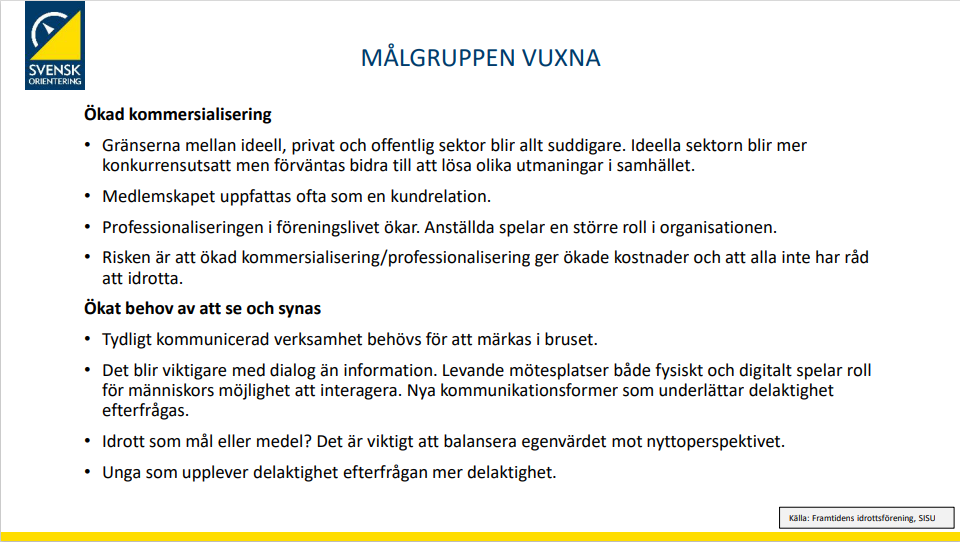 SVENSK
ORIENTERING
MÅLGRUPPEN VUXNA
Ökad kommersialisering
• Gränserna mellan ideell, privat och offentlig sektor blir allt suddigare. Ideella sektorn blir mer
konkurrensutsatt men förväntas bidra till att lösa olika utmaningar i samhället.
• Medlemskapet uppfattas ofta som en kundrelation.
• Professionaliseringen i föreningslivet ökar. Anställda spelar en större roll i organisationen.
• Risken är att ökad kommersialisering/professionalisering ger ökade kostnader och att alla inte har råd
att idrotta.
Ökat behov av att se och synas
• Tydligt kommunicerad verksamhet behövs för att märkas i bruset.
• Det blir viktigare med dialog än information. Levande mötesplatser både fysiskt och digitalt spelar roll
för människors möjlighet att interagera. Nya kommunikationsformer som underlättar delaktighet
efterfrågas.
• Idrott som mål eller medel? Det är viktigt att balansera egenvärdet mot nyttoperspektivet.
• Unga som upplever delaktighet efterfrågan mer delaktighet.
Källa: Framtidens idrottsförening, SISU